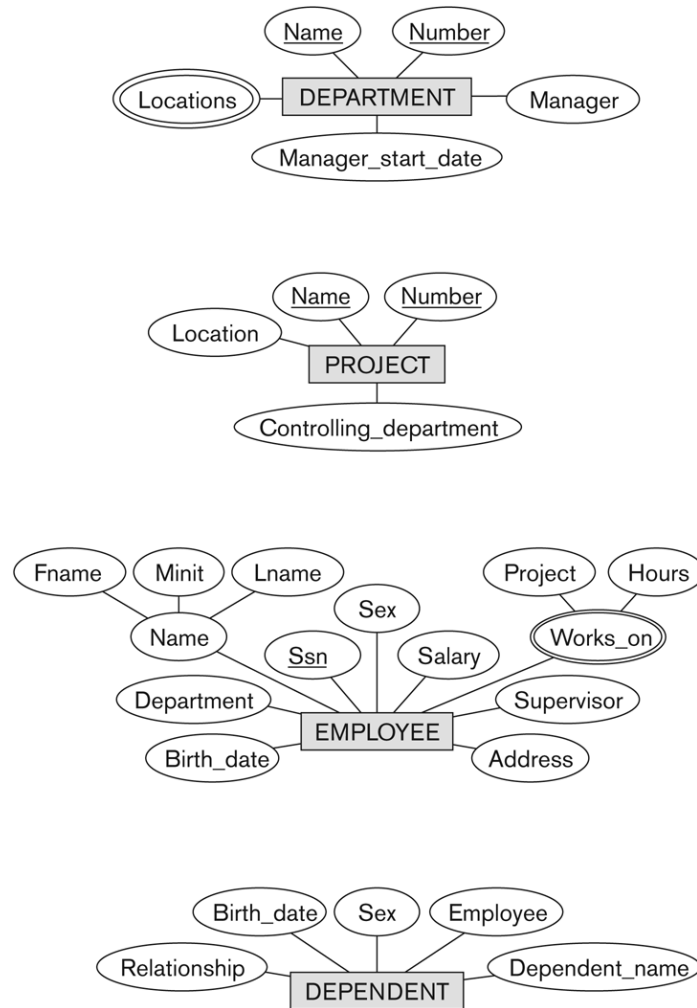 Name
Number
Locations
DEPARTMENT
Manager
Manager_start_date
Name
Number
Location
PROJECT
Controlling_department
Fname
Minit
Lname
Project
Hours
Sex
Name
Works_on
Ssn
Salary
Department
Supervisor
EMPLOYEE
Birth_date
Address
Birth_date
Sex
Employee
Relationship
Dependent_name
DEPENDENT